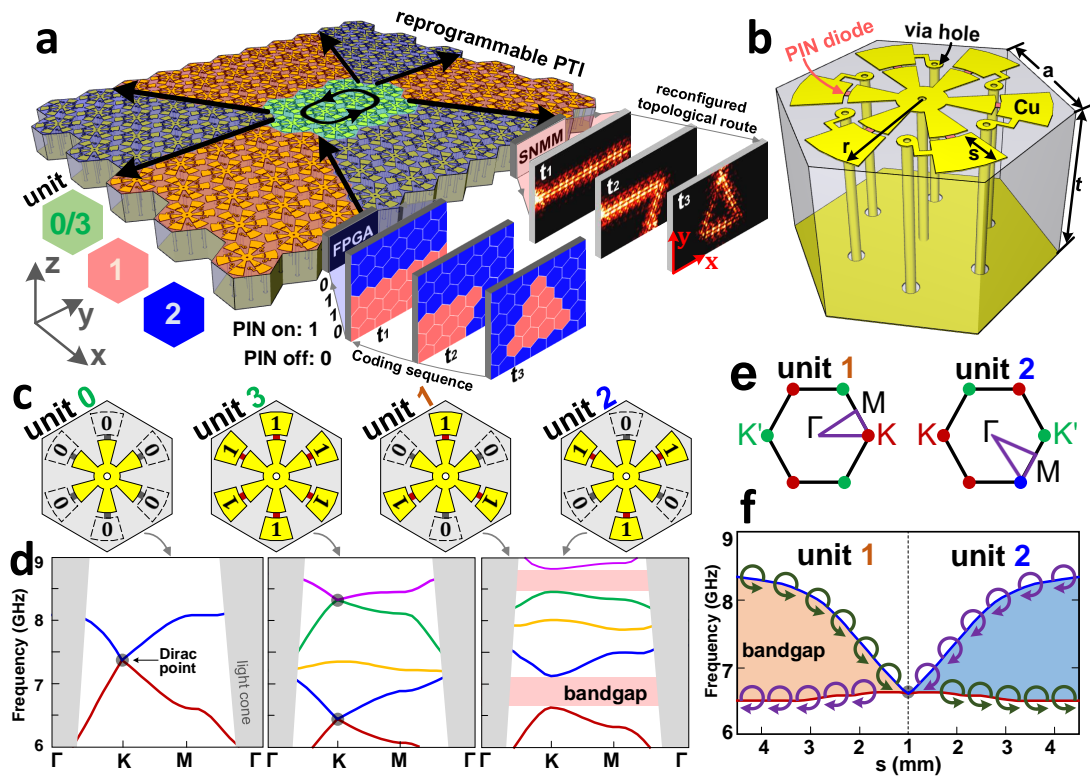 a
reprogrammable PTI
SNMM
reconfigured
topological route
t1
t2
t3
y
x
unit
0/3
1
2
z
y
x
FPGA
0
1
1
0
PIN on: 1
PIN off: 0
t1
t2
t3
Coding sequence
b
PIN diode
via hole
a
Cu
r
s
t
c
unit 0
0
0
0
0
0
0
unit 3
1
1
1
1
1
1
unit 1
1
0
0
1
1
0
unit 2
0
1
1
0
0
1
d
Frequency (GHz)
9
8
7
6
Dirac
point
light cone
bandgap
Γ K M Γ
Γ K M Γ
Γ K M Γ
e
unit 1
K'
Γ
M
K
unit 2
K
Γ
M
K'
f
Frequency (GHz)
9
8
7
6
unit 1
unit 2
bandgap
4 3 2 1 2 3 4
s (mm)